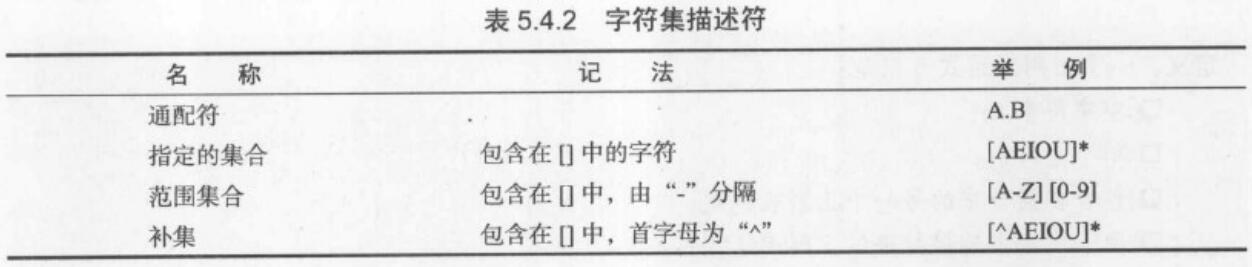 表 5.4.2 字符集描述符
名 称 记 法 举 例
通配符 . A.B
指定的集合 包含在 [] 中的字符 [AEIOU]*
范围集合 包含在 [] 中，由“-”分隔 [A-Z] [0-9]
补集 包含在 [] 中，首字母为“^” [^AEIOU]*